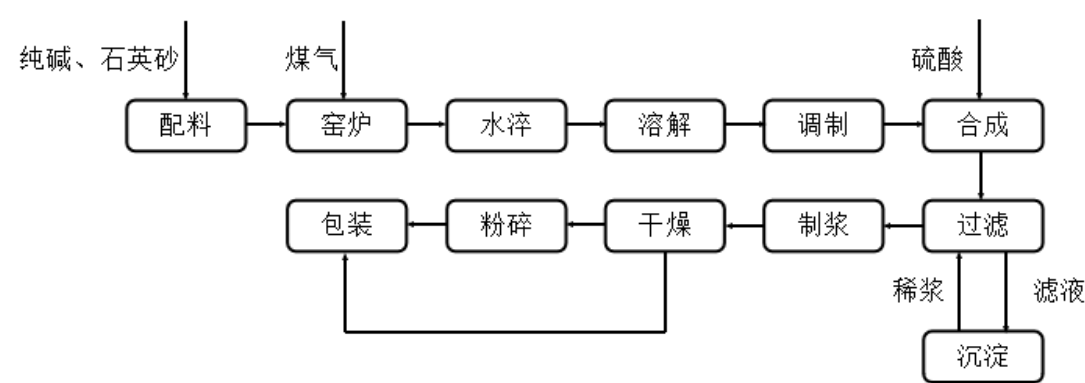 纯碱、石英砂
煤气
硫酸
配料
窑炉
水淬
溶解
调制
合成
包装
粉碎
干燥
制浆
过滤
稀浆
滤液
沉淀